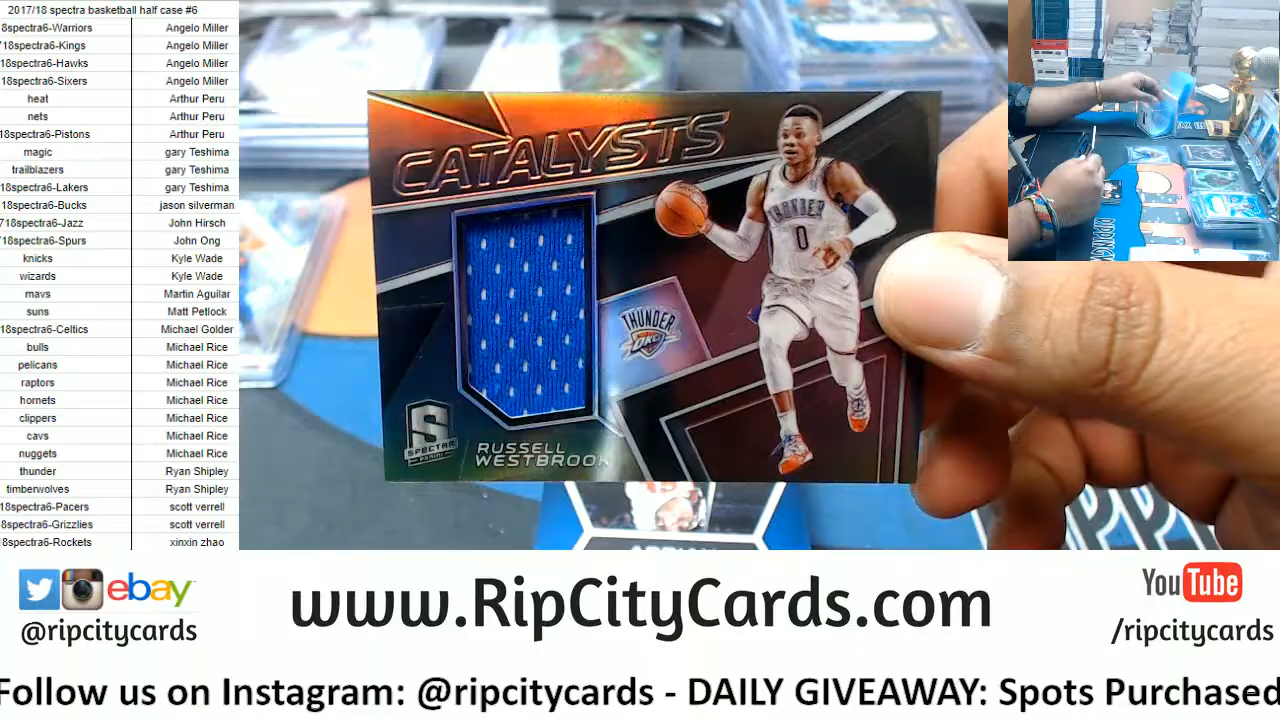 2017/18 spectra basketball half case #6
8spectra6-Warriors Angelo Miller
18spectra6-Kings Angelo Miller
18spectra6-Hawks Angelo Miller
18spectra6-Sixers Angelo Miller
heat Arthur Peru
nets Arthur Peru
18spectra6-Pistons Arthur Peru
magic gary Teshima
trailblazers gary Teshima
18spectra6-Lakers gary Teshima
18spectra6-Bucks jason silverman
718spectra6-Jazz John Hirsch
18spectra6-Spurs John Ong
knicks Kyle Wade
wizards Kyle Wade
mavs Martin Aguilar
suns Matt Petlock
18spectra6-Celtics Michael Golder
bulls Michael Rice
pelicans Michael Rice
raptors Michael Rice
hornets Michael Rice
clippers Michael Rice
cavs Michael Rice
nuggets Michael Rice
thunder Ryan Shipley
timberwolves Ryan Shipley
18spectra6-Pacers scott verrell
8spectra6-Grizzlies scott verrell
8spectra6-Rockets xinxin zhao
CATALYSTS
THUNDER
0
THUNDER
OKC
S
SPECTRA
PANINI
RUSSELL
WESTBROOK
ebay
@ripcitycards
www.RipCityCards.com
YouTube
/ripcitycards
Follow us on Instagram: @ripcitycards - DAILY GIVEAWAY: Spots Purchased